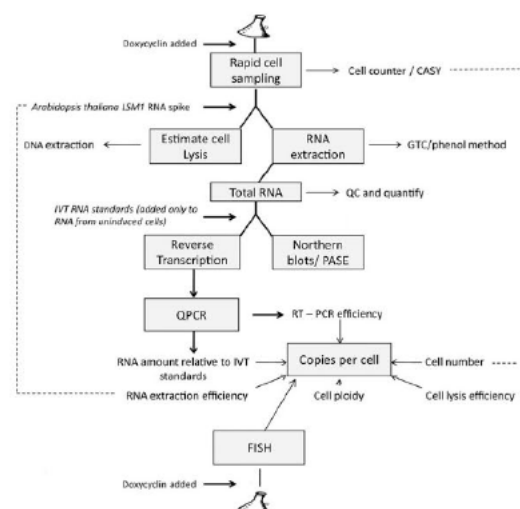 Doxycyclin added
Rapid cell
sampling
Cell counter / CASY
Arabidopsis thaliana LSM1 RNA spike
DNA extraction
Estimate cell
Lysis
RNA
extraction
GTC/phenol method
Total RNA
QC and quantify
IVT RNA standards (added only to
RNA from uninduced cells)
Reverse
Transcription
Northern
blots/ PASE
QPCR
RT – PCR efficiency
RNA amount relative to IVT
standards
Copies per cell
Cell number
RNA extraction efficiency
Cell ploidy
Cell lysis efficiency
FISH
Doxycyclin added